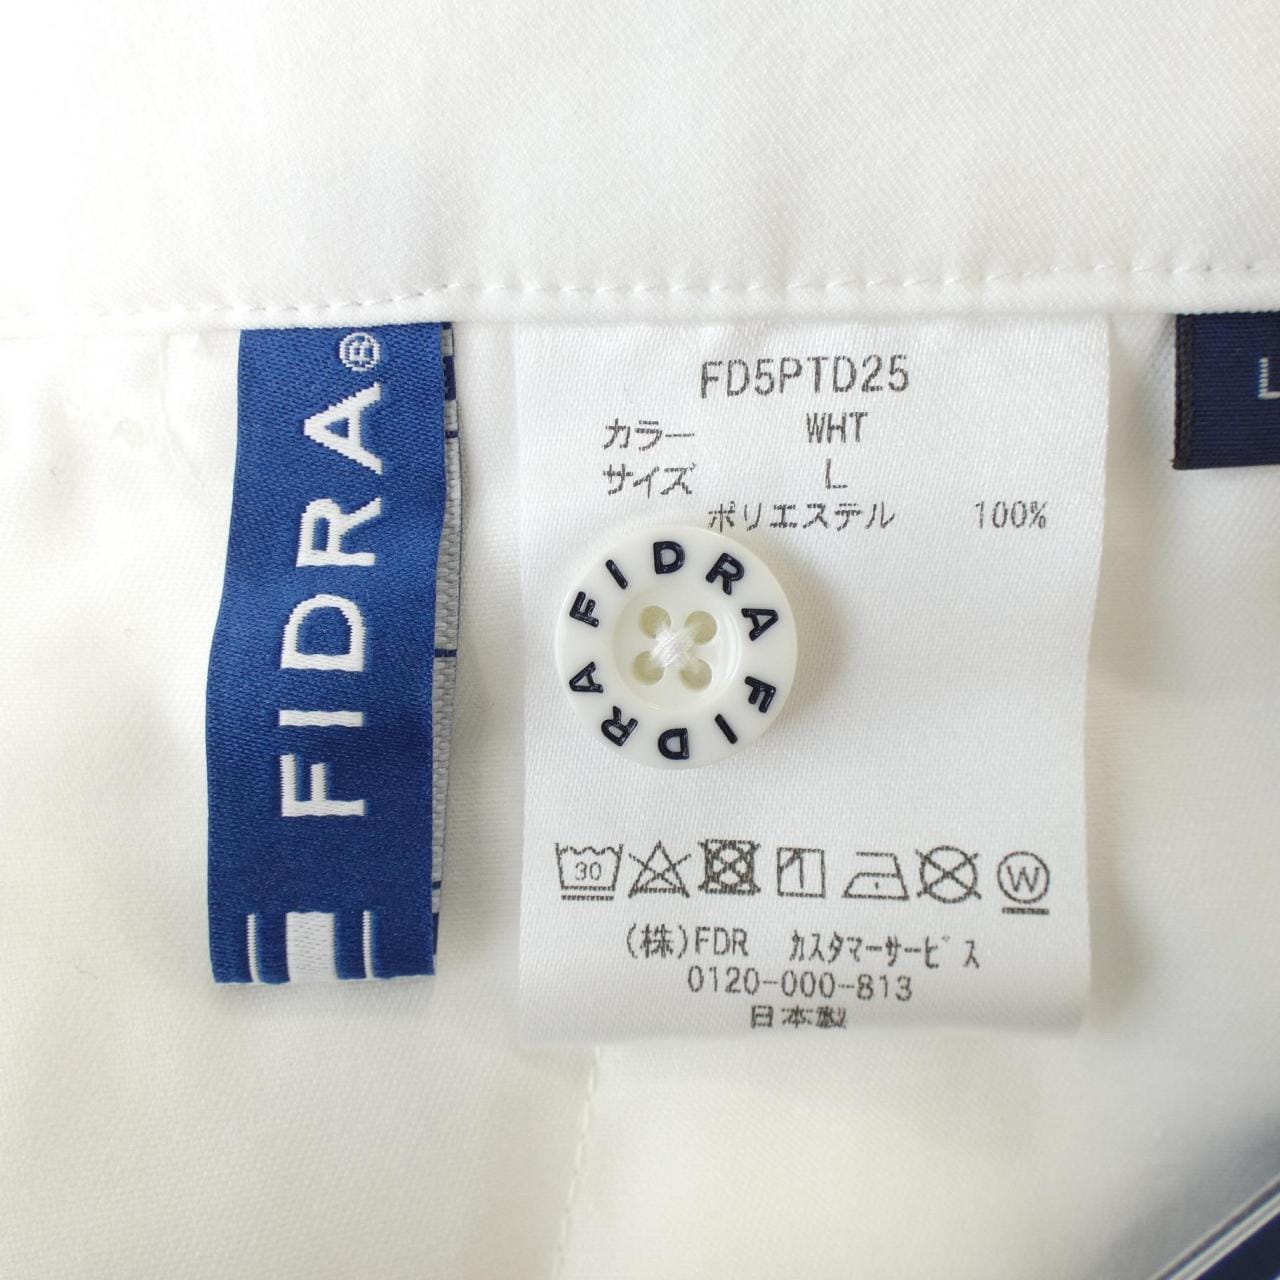 FIDRA®
FD5PTD25
カラー WHT
サイズ L
ポリエステル 100%
FIDRA FIDRA
30
W
(株)FDR カスタマーサービス
0120-000-813
日本製
L